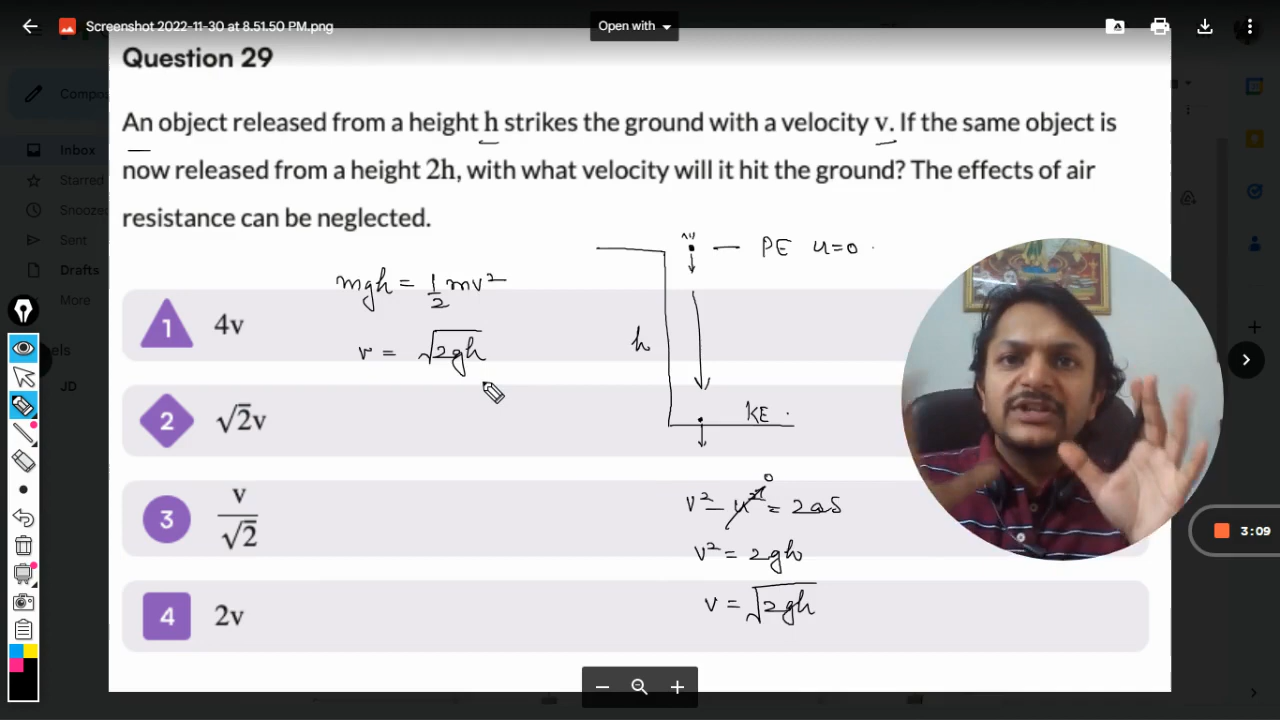 Screenshot 2022-11-30 at 8.51.50 PM.png
Open with
Question 29
An object released from a height h strikes the ground with a velocity v. If the same object is
now released from a height 2h, with what velocity will it hit the ground? The effects of air
resistance can be neglected.
PE u=0
mgh = 1/2 mv²
v = √2gh
h
KE
1 4v
2 √2v
3 v/√2
4 2v
v² - u² 0 = 2as
v² = 2gh
v = √2gh
Compo
Inbox
Starred
Snooze
Sent
Drafts
More
els
JD
3:09